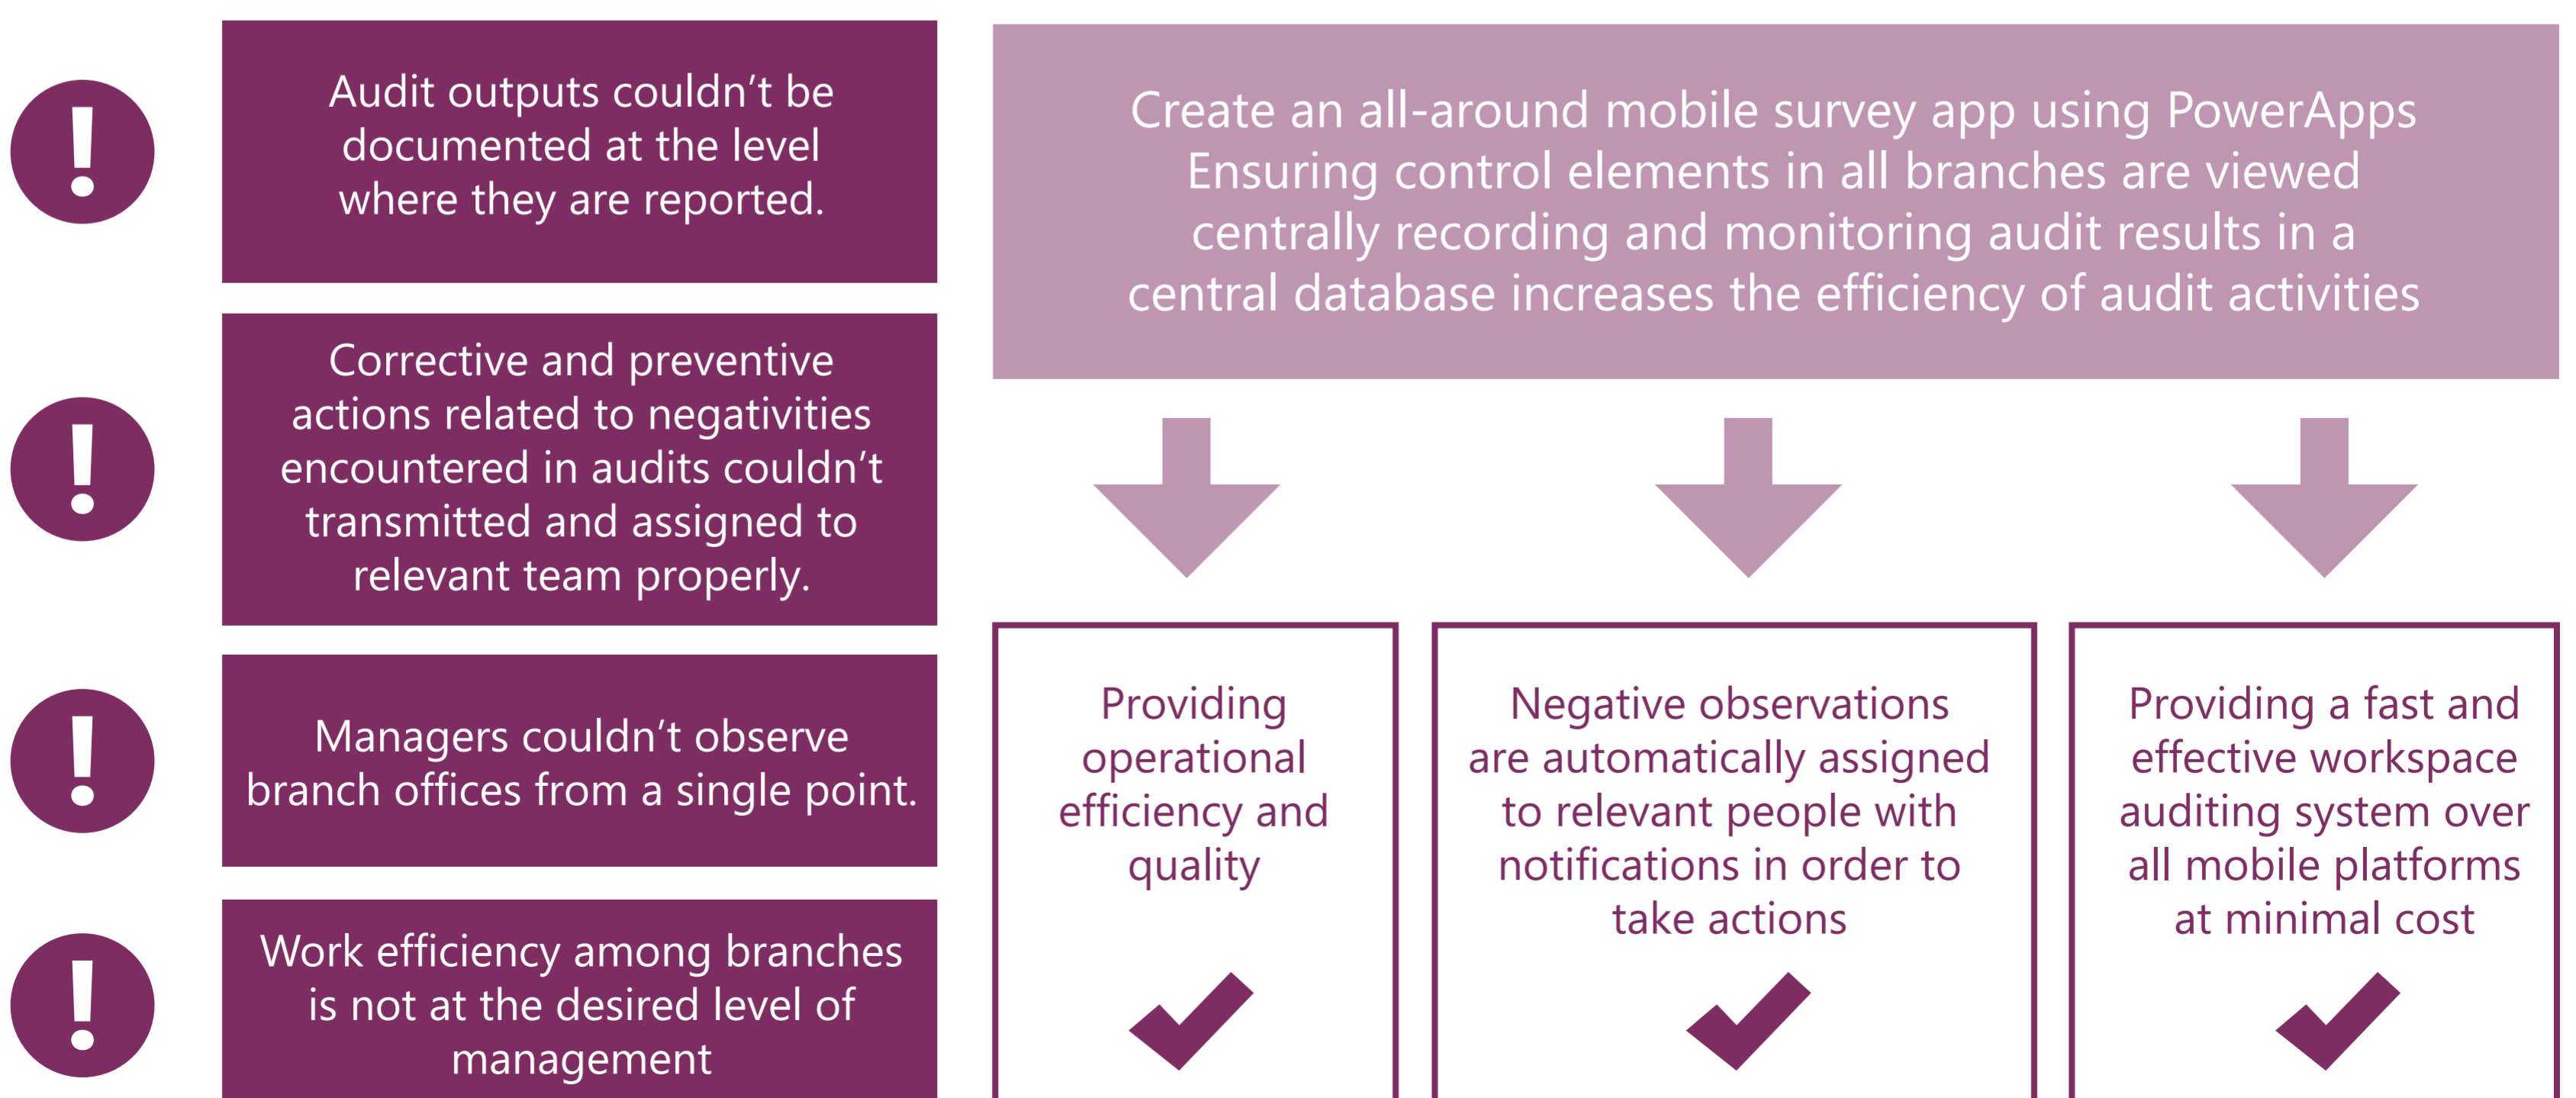 Audit outputs couldn't be
documented at the level
where they are reported.
Corrective and preventive
actions related to negativities
encountered in audits couldn't
transmitted and assigned to
relevant team properly.
Managers couldn't observe
branch offices from a single point.
Work efficiency among branches
is not at the desired level of
management
Create an all-around mobile survey app using PowerApps
Ensuring control elements in all branches are viewed
centrally recording and monitoring audit results in a
central database increases the efficiency of audit activities
Providing
operational
efficiency and
quality
Negative observations
are automatically assigned
to relevant people with
notifications in order to
take actions
Providing a fast and
effective workspace
auditing system over
all mobile platforms
at minimal cost